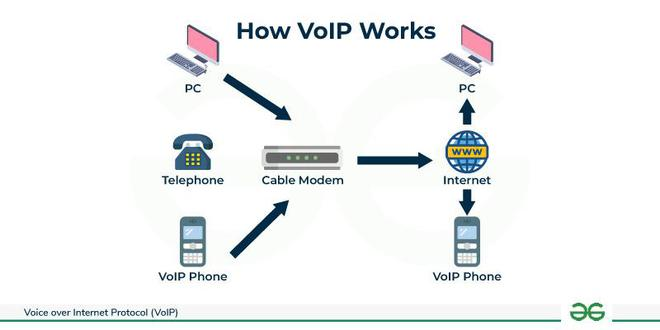 How VoIP Works
PC
PC
WWW
Telephone
Cable Modem
Internet
VoIP Phone
VoIP Phone
Voice over Internet Protocol (VoIP)